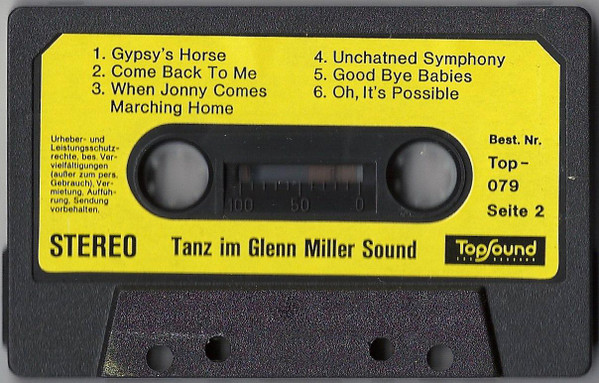 1. Gypsy's Horse
2. Come Back To Me
3. When Jonny Comes
Marching Home
4. Unchatned Symphony
5. Good Bye Babies
6. Oh, It's Possible
Urheber- und
Leistungsschutz-
rechte, bes. Ver-
vielfältigungen
(außer zum pers.
Gebrauch), Ver-
mietung, Auffüh-
rung, Sendung
vorbehalten.
100 50 0
Best. Nr.
Top-
079
Seite 2
STEREO
Tanz im Glenn Miller Sound
TopSound